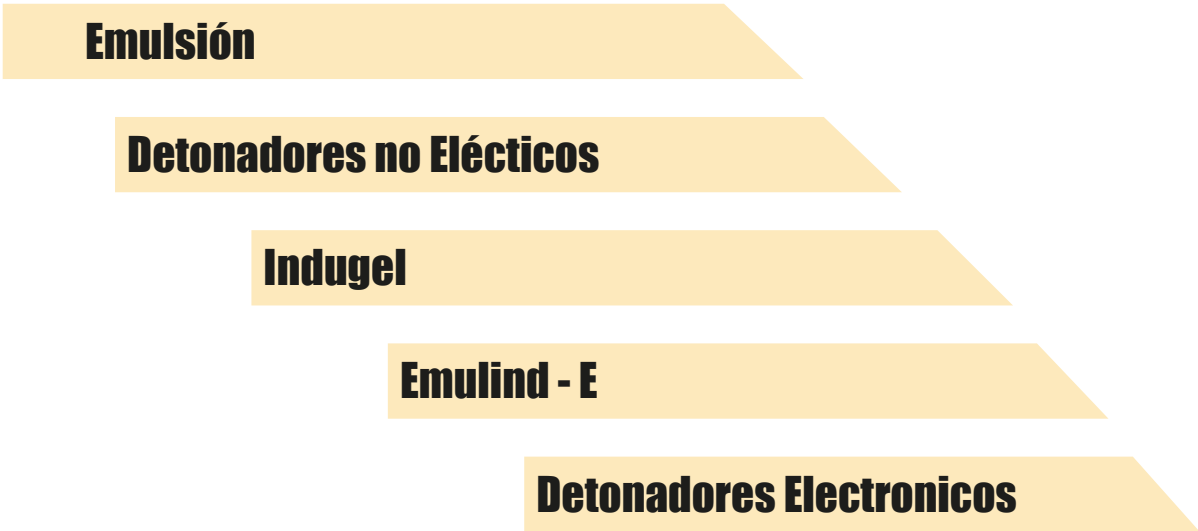 Emulsión
Detonadores no Elécticos
Indugel
Emulind - E
Detonadores Electronicos